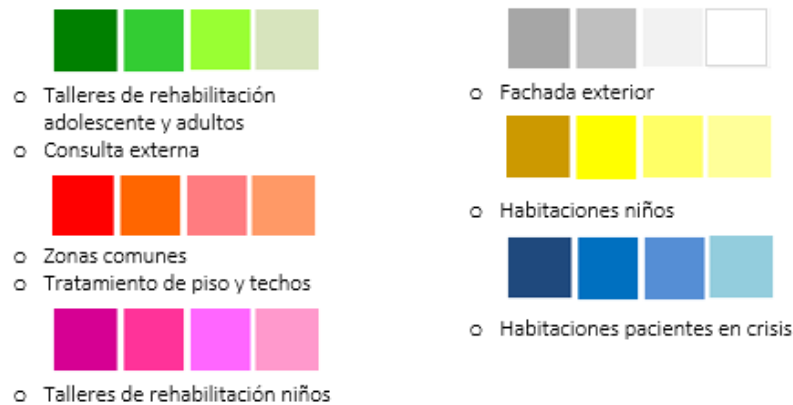 o Talleres de rehabilitación
adolescente y adultos
o Consulta externa
o Zonas comunes
o Tratamiento de piso y techos
o Talleres de rehabilitación niños
o Fachada exterior
o Habitaciones niños
o Habitaciones pacientes en crisis